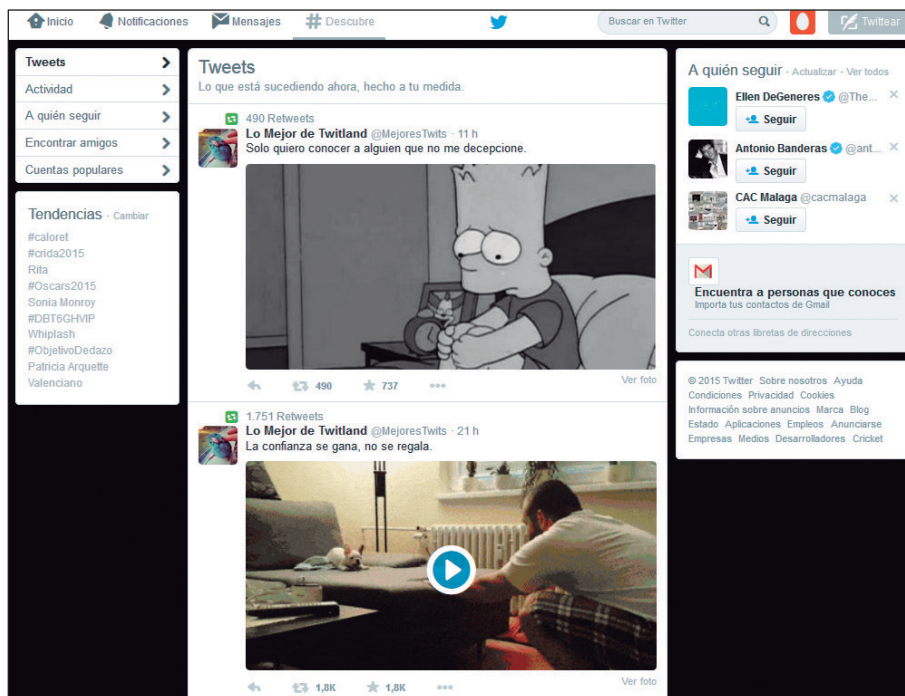 Inicio Notificaciones Mensajes Descubre Buscar en Twitter Twittear
Tweets
Actividad
A quién seguir
Encontrar amigos
Cuentas populares
Tendencias · Cambiar
#caloret
#crida2015
Rita
#Oscars2015
Sonia Monroy
#DBT6GHVIP
Whiplash
#ObjetivoDedazo
Patricia Arquette
Valenciano
Tweets
Lo que está sucediendo ahora, hecho a tu medida.
490 Retweets
Lo Mejor de Twitland @MejoresTwits · 11 h
Solo quiero conocer a alguien que no me decepcione.
490 737 Ver foto
1.751 Retweets
Lo Mejor de Twitland @MejoresTwits · 21 h
La confianza se gana, no se regala.
1,8K 1,8K Ver foto
A quién seguir · Actualizar · Ver todos
Ellen DeGeneres @The...
Seguir
Antonio Banderas @ant...
Seguir
CAC Malaga @cacmalaga
Seguir
Encuentra a personas que conoces
Importa tus contactos de Gmail
Conecta otras libretas de direcciones
© 2015 Twitter Sobre nosotros Ayuda
Condiciones Privacidad Cookies
Información sobre anuncios Marca Blog
Estado Aplicaciones Empleos Anunciarse
Empresas Medios Desarrolladores Cricket